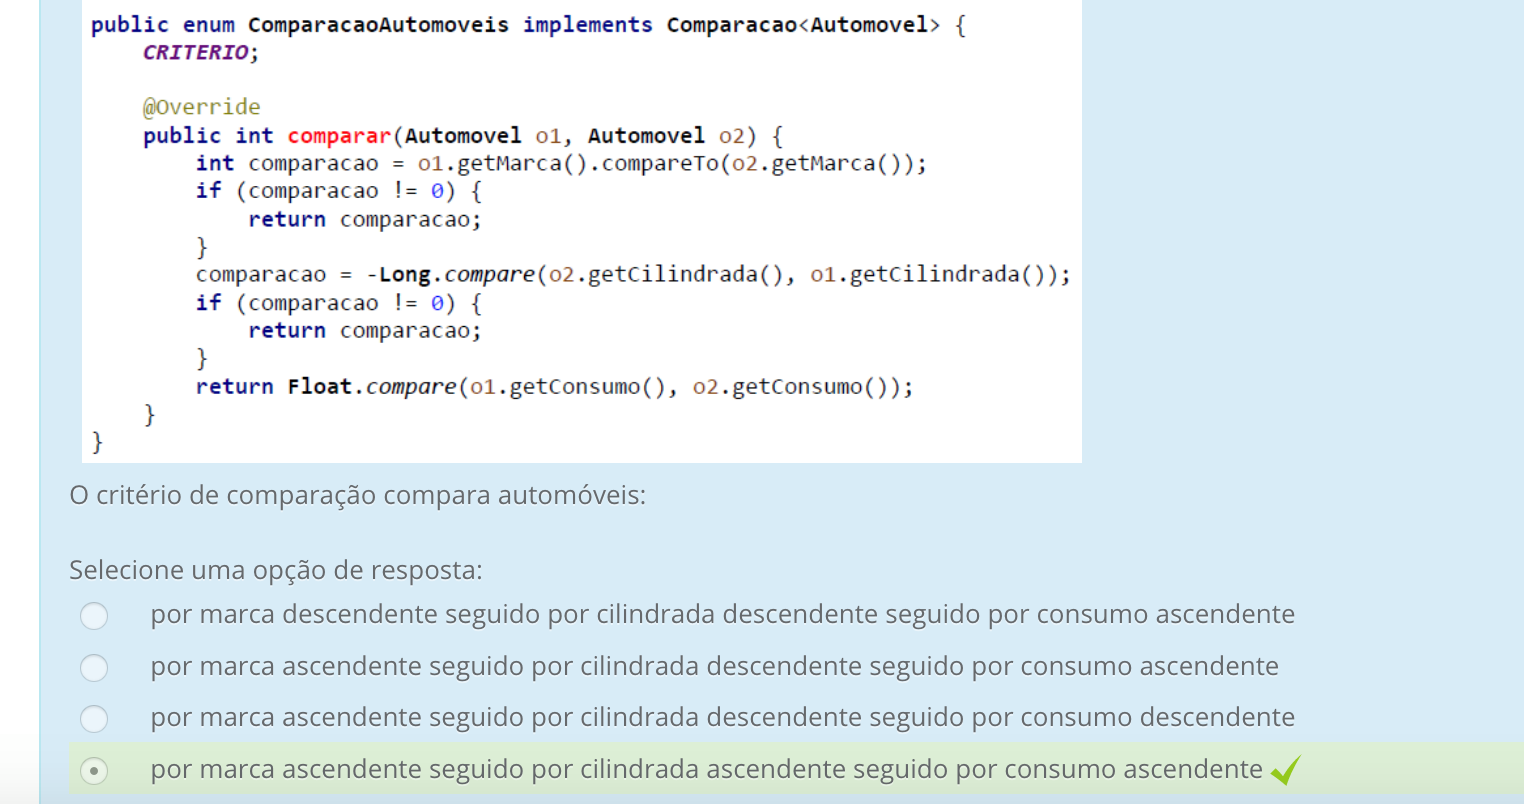 public enum ComparacaoAutomoveis implements Comparacao<Automovel> {
    CRITERIO;

    @Override
    public int comparar(Automovel o1, Automovel o2) {
        int comparacao = o1.getMarca().compareTo(o2.getMarca());
        if (comparacao != 0) {
            return comparacao;
        }
        comparacao = -Long.compare(o2.getCilindrada(), o1.getCilindrada());
        if (comparacao != 0) {
            return comparacao;
        }
        return Float.compare(o1.getConsumo(), o2.getConsumo());
    }
}
O critério de comparação compara automóveis:
Selecione uma opção de resposta:
por marca descendente seguido por cilindrada descendente seguido por consumo ascendente
por marca ascendente seguido por cilindrada descendente seguido por consumo ascendente
por marca ascendente seguido por cilindrada descendente seguido por consumo descendente
por marca ascendente seguido por cilindrada ascendente seguido por consumo ascendente